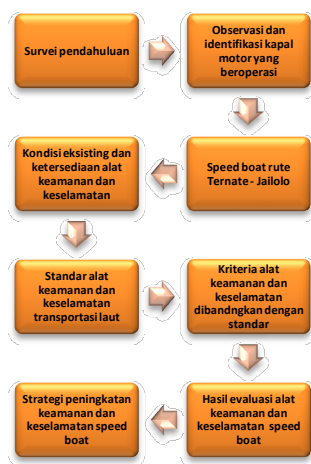 Survei pendahuluan
Observasi dan
identifikasi kapal
motor yang
beroperasi
Speed boat rute
Ternate - Jailolo
Kondisi eksisting dan
ketersediaan alat
keamanan dan
keselamatan
Standar alat
keamanan dan
keselamatan
transportasi laut
Kriteria alat
keamanan dan
keselamatan
dibandngkan dengan
standar
Hasil evaluasi alat
keamanan dan
keselamatan speed
boat
Strategi peningkatan
keamanan dan
keselamatan speed
boat